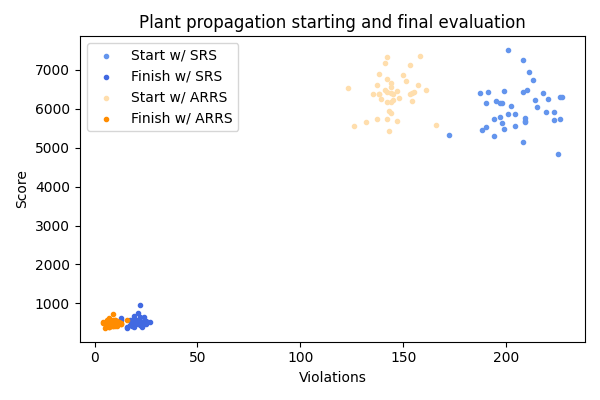 Plant propagation starting and final evaluation
Start w/ SRS
Finish w/ SRS
Start w/ ARRS
Finish w/ ARRS
Score
7000
6000
5000
4000
3000
2000
1000
0 50 100 150 200
Violations